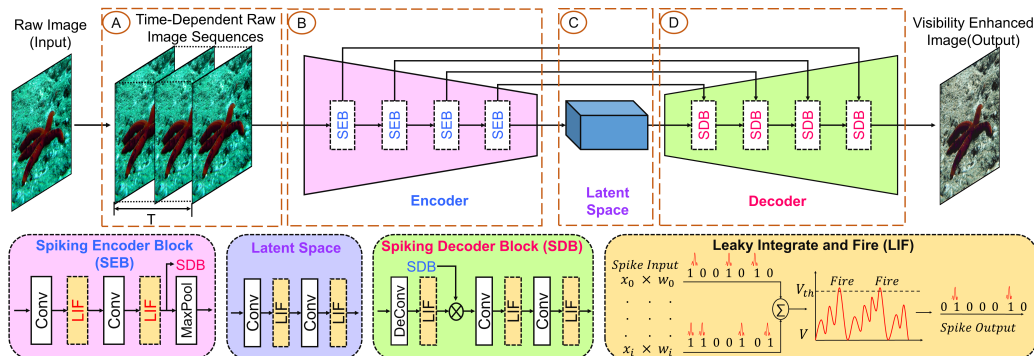 Raw Image
(Input)
A
Time-Dependent Raw
Image Sequences
T
B
SEB
SEB
SEB
SEB
Encoder
C
Latent
Space
D
SDB
SDB
SDB
SDB
Decoder
Visibility Enhanced
Image(Output)
Spiking Encoder Block
(SEB)
SDB
Conv
LIF
Conv
LIF
MaxPool
Latent Space
Conv
LIF
Conv
LIF
Spiking Decoder Block (SDB)
SDB
DeConv
LIF
Conv
LIF
Conv
LIF
Leaky Integrate and Fire (LIF)
Spike Input
1 0 0 1 0 1 0
x0 × w0
. .
. .
. .
1 1 0 0 1 0 1
xi × wi
Σ
Vth
V
Fire
Fire
0 1 0 0 0 1 0
Spike Output